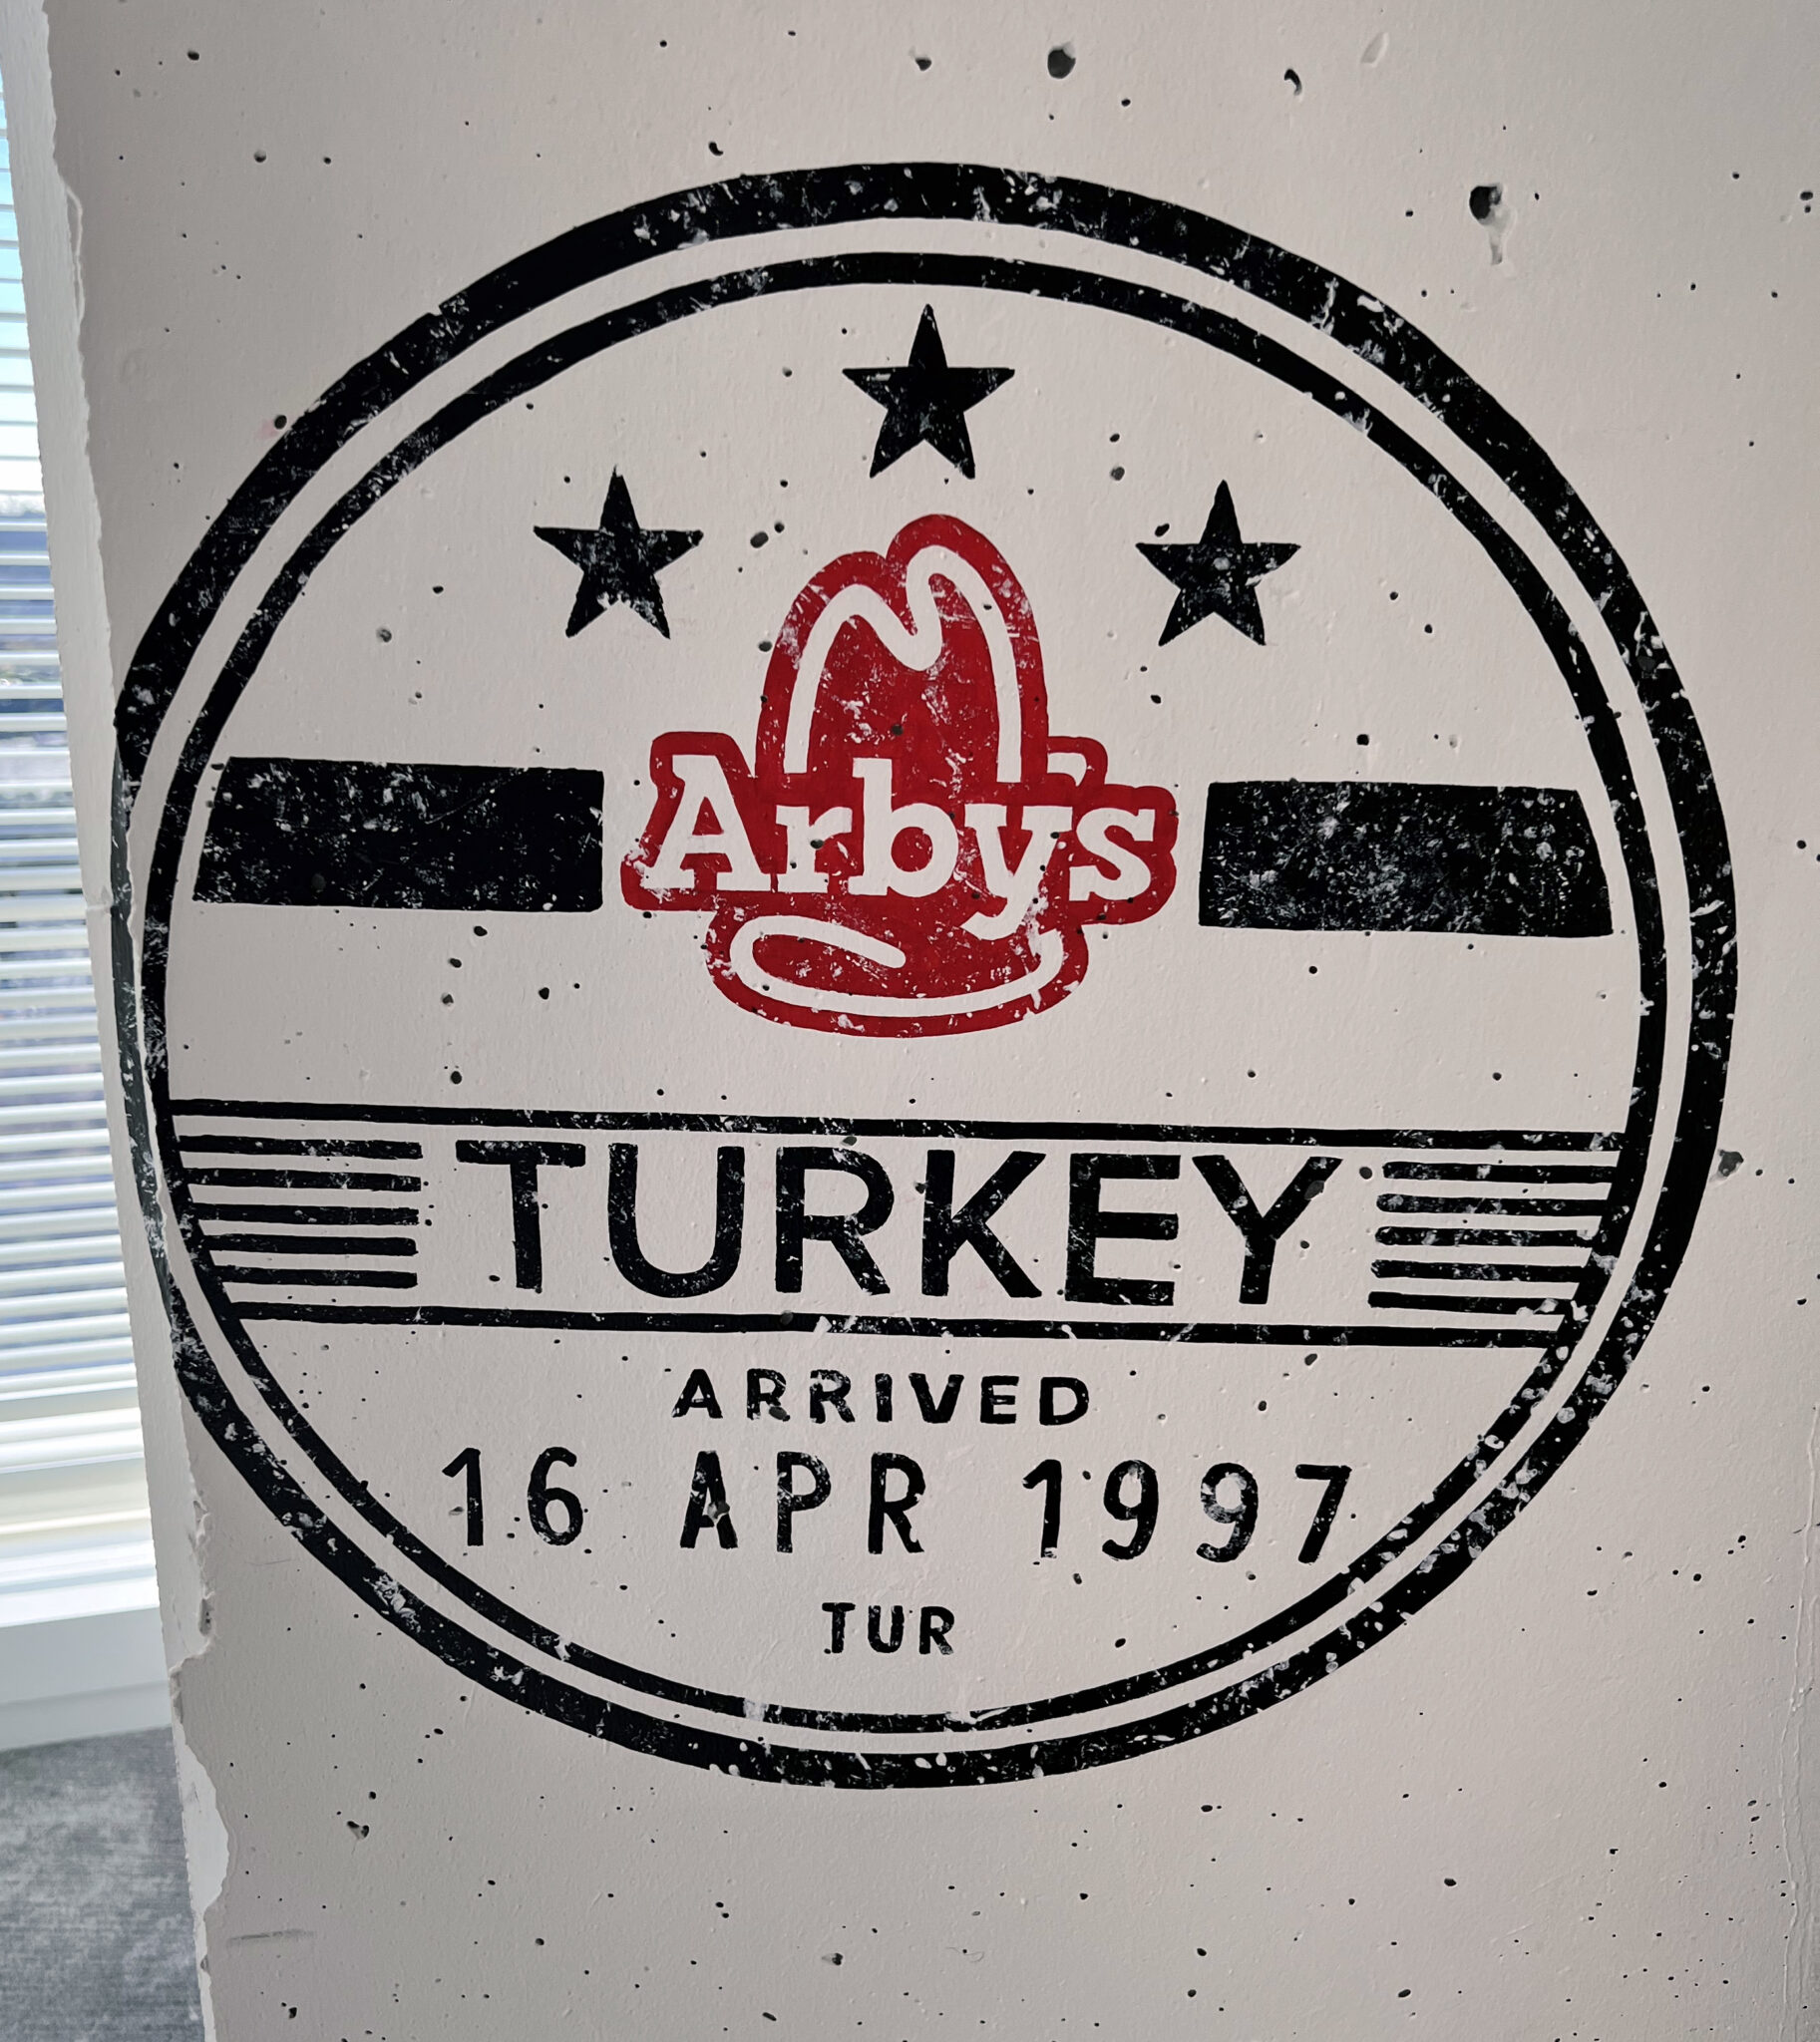 Arby's
TURKEY
ARRIVED
16 APR 1997
TUR